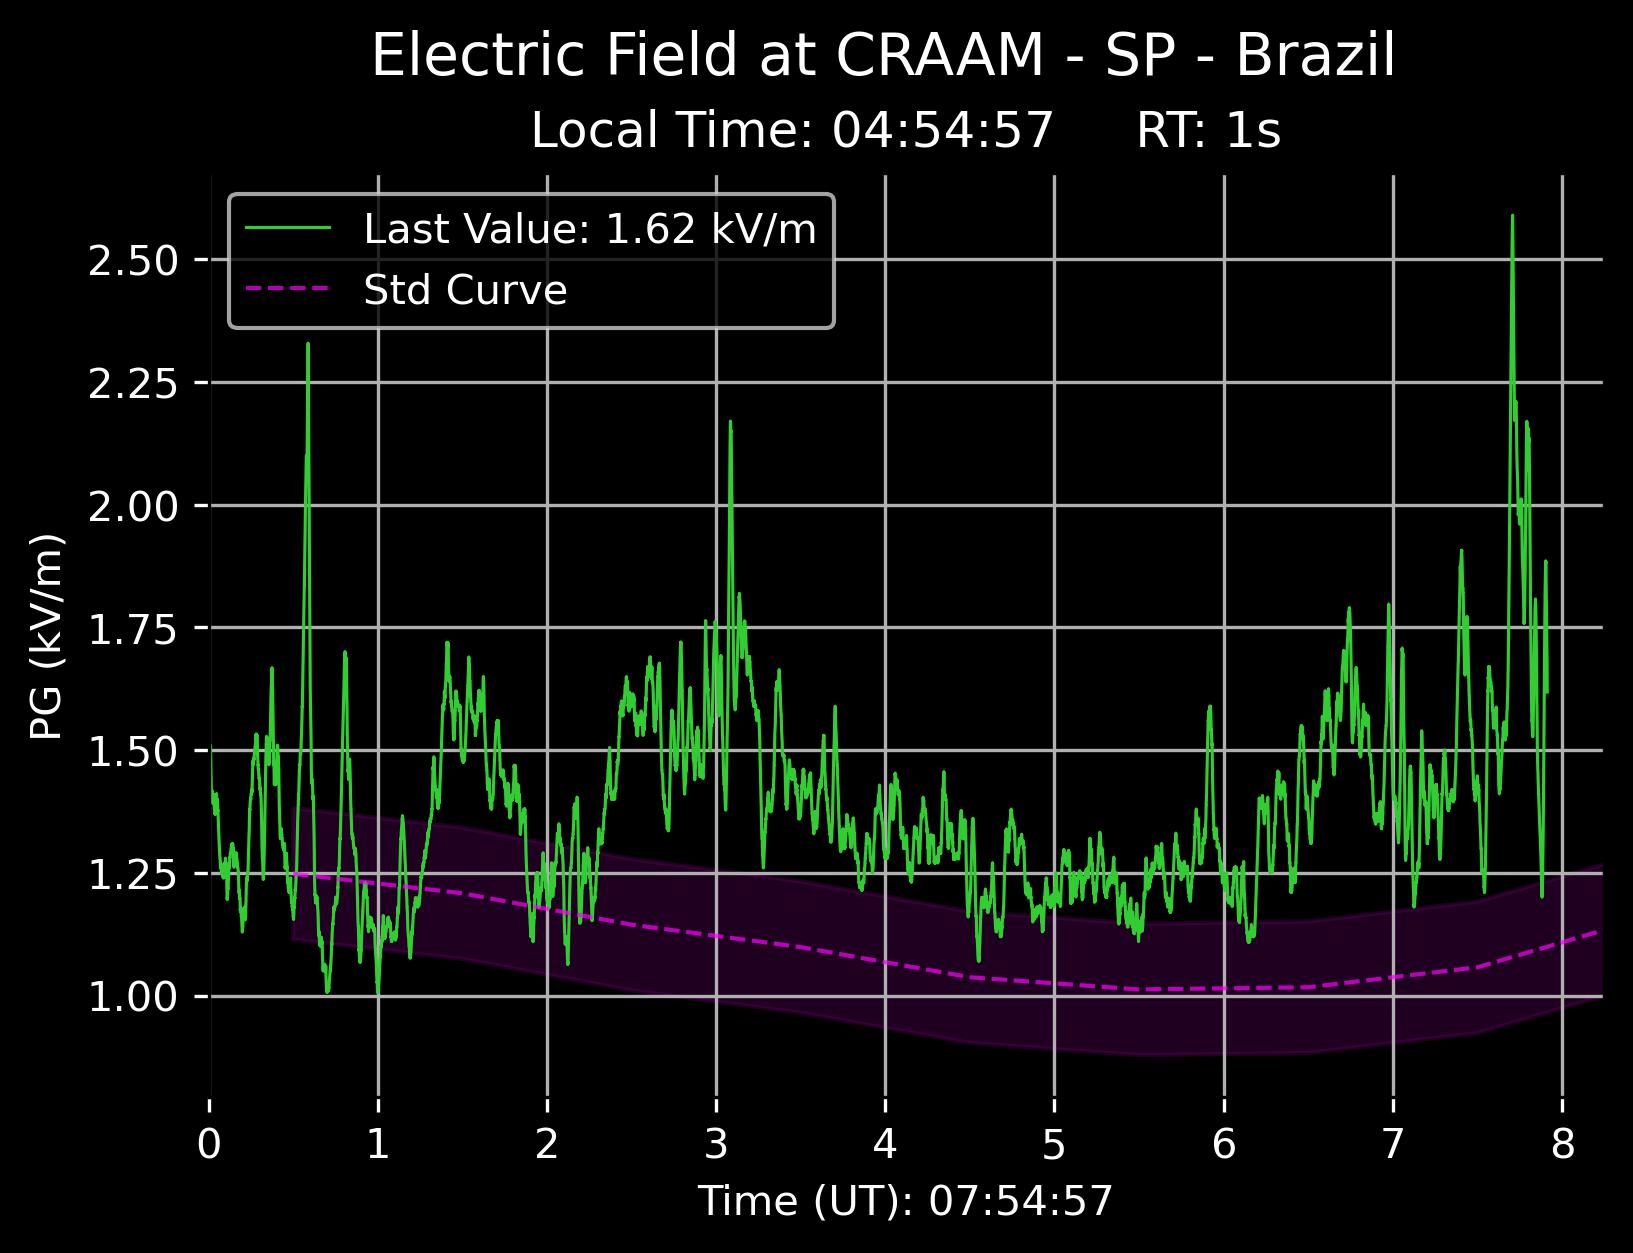 Electric Field at CRAAM - SP - Brazil
Local Time: 04:54:57 RT: 1s
Last Value: 1.62 kV/m
Std Curve
PG (kV/m)
2.50
2.25
2.00
1.75
1.50
1.25
1.00
0 1 2 3 4 5 6 7 8
Time (UT): 07:54:57